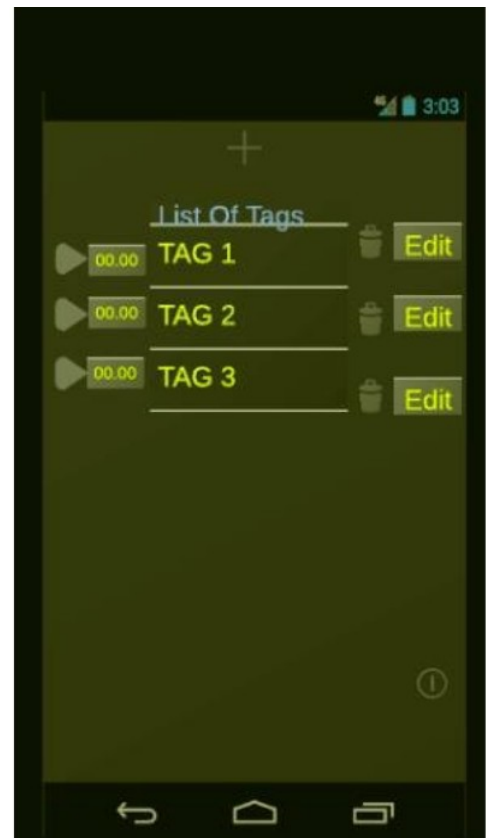 4G 3:03
List Of Tags
00.00 TAG 1 Edit
00.00 TAG 2 Edit
00.00 TAG 3 Edit